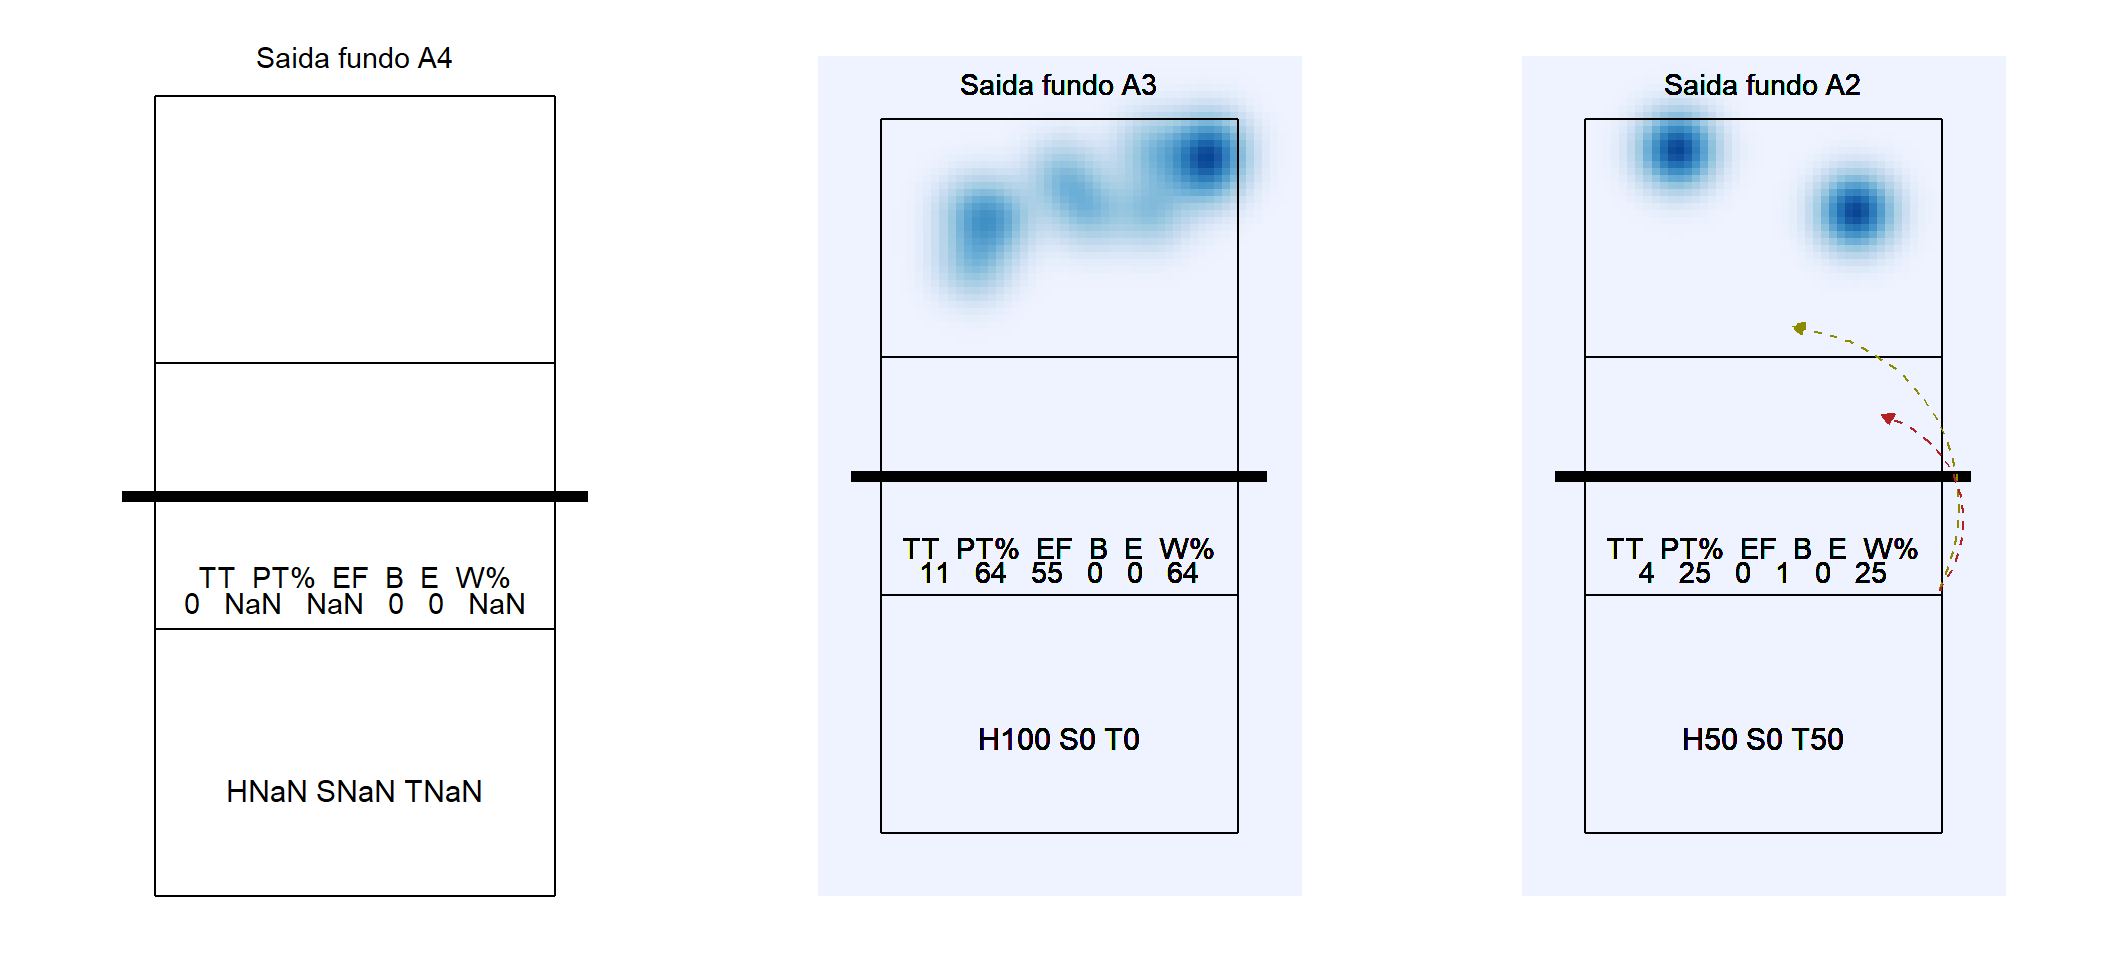 Saida fundo A4
TT PT% EF B E W%
0 NaN NaN 0 0 NaN
HNaN SNaN TNaN
Saida fundo A3
TT PT% EF B E W%
11 64 55 0 0 64
H100 S0 T0
Saida fundo A2
TT PT% EF B E W%
4 25 0 1 0 25
H50 S0 T50